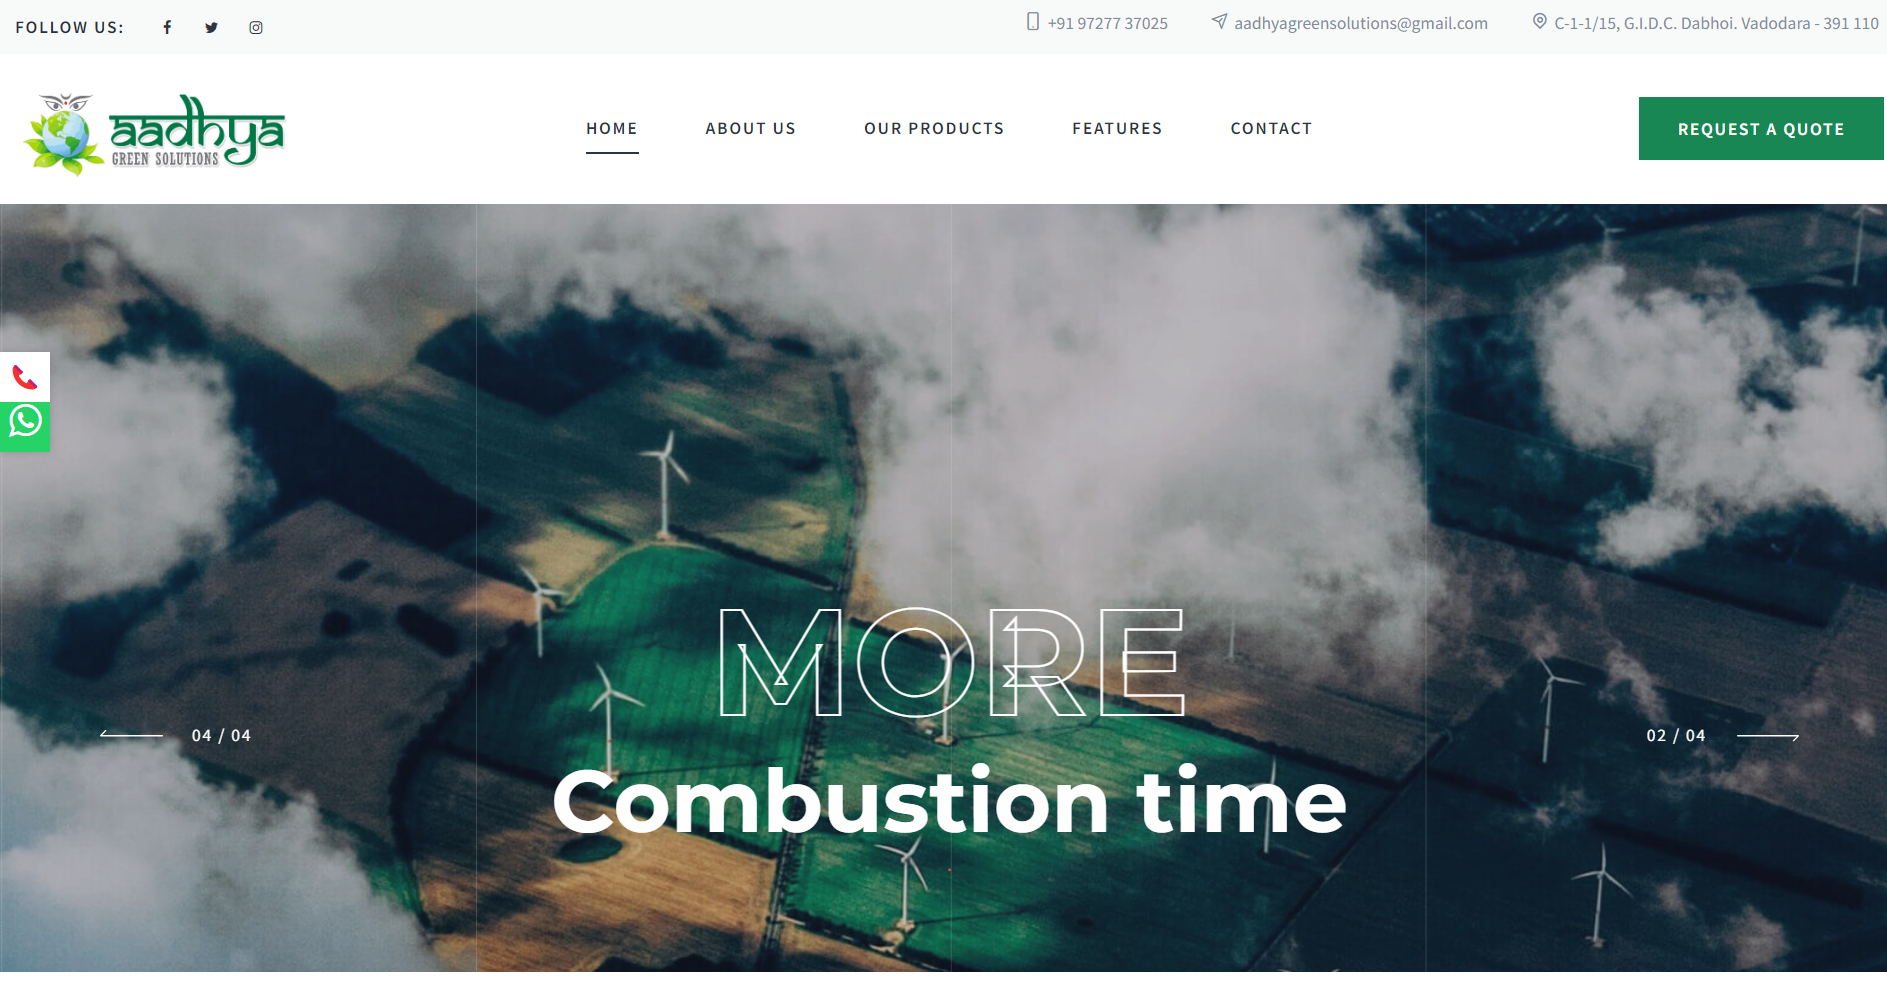 FOLLOW US:
+91 97277 37025
aadhyagreensolutions@gmail.com
C-1-1/15, G.I.D.C. Dabhoi. Vadodara - 391 110
aadhya
GREEN SOLUTIONS
HOME
ABOUT US
OUR PRODUCTS
FEATURES
CONTACT
REQUEST A QUOTE
MORE
04 / 04
02 / 04
Combustion time